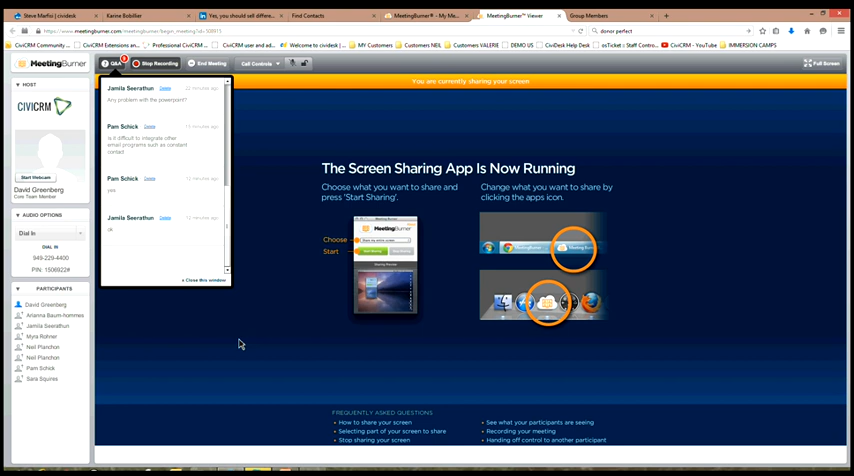 Steve Marfisi | cividesk
Karine Bobillier
Yes, you should sell differe...
Find Contacts
MeetingBurner® - My Mee...
MeetingBurner™ Viewer
Group Members
https://www.meetingburner.com
donor perfect
CiviCRM Community ...
CiviCRM Extensions an...
Professional CiviCRM ...
CiviCRM user and ad...
Welcome to cividesk |...
MY Customers
Customers NEIL
Customers VALERIE
DEMO US
CiviDesk Help Desk
osTicket :: Staff Contro...
CiviCRM - YouTube
IMMERSION CAMPS
MeetingBurner
Q&A
Stop Recording
End Meeting
Call Controls
Full Screen
You are currently sharing your screen
HOST
CIVICRM
Start Webcam
David Greenberg
Core Team Member
AUDIO OPTIONS
Dial In
DIAL IN
949-229-4400
PIN: 1506922#
PARTICIPANTS
David Greenberg
Arianna Baum-hommes
Jamila Seerathun
Myra Rohner
Neil Planchon
Neil Planchon
Pam Schick
Sara Squires
Jamila Seerathun Delete 22 minutes ago
Any problem with the powerpoint?
Pam Schick Delete
Is it difficult to integrate other
email programs such as constant
contact
Pam Schick Delete 12 minutes ago
yes
Jamila Seerathun Delete 12 minutes ago
ok
Close this window
The Screen Sharing App Is Now Running
Choose what you want to share and
press 'Start Sharing'.
Choose
Start
MeetingBurner
Change what you want to share by
clicking the apps icon.
MeetingBurner
FREQUENTLY ASKED QUESTIONS
• How to share your screen
• Selecting part of your screen to share
• Stop sharing your screen
• See what your participants are seeing
• Recording your meeting
• Handing off control to another participant